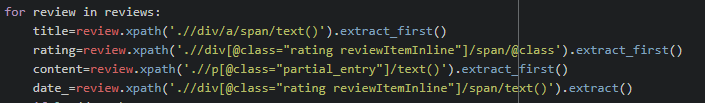 for review in reviews:
    title=review.xpath('.//div/a/span/text()').extract_first()
    rating=review.xpath('.//div[@class="rating reviewItemInline"]/span/@class').extract_first()
    content=review.xpath('.//p[@class="partial_entry"]/text()').extract_first()
    date_=review.xpath('.//div[@class="rating reviewItemInline"]/span/text()').extract()